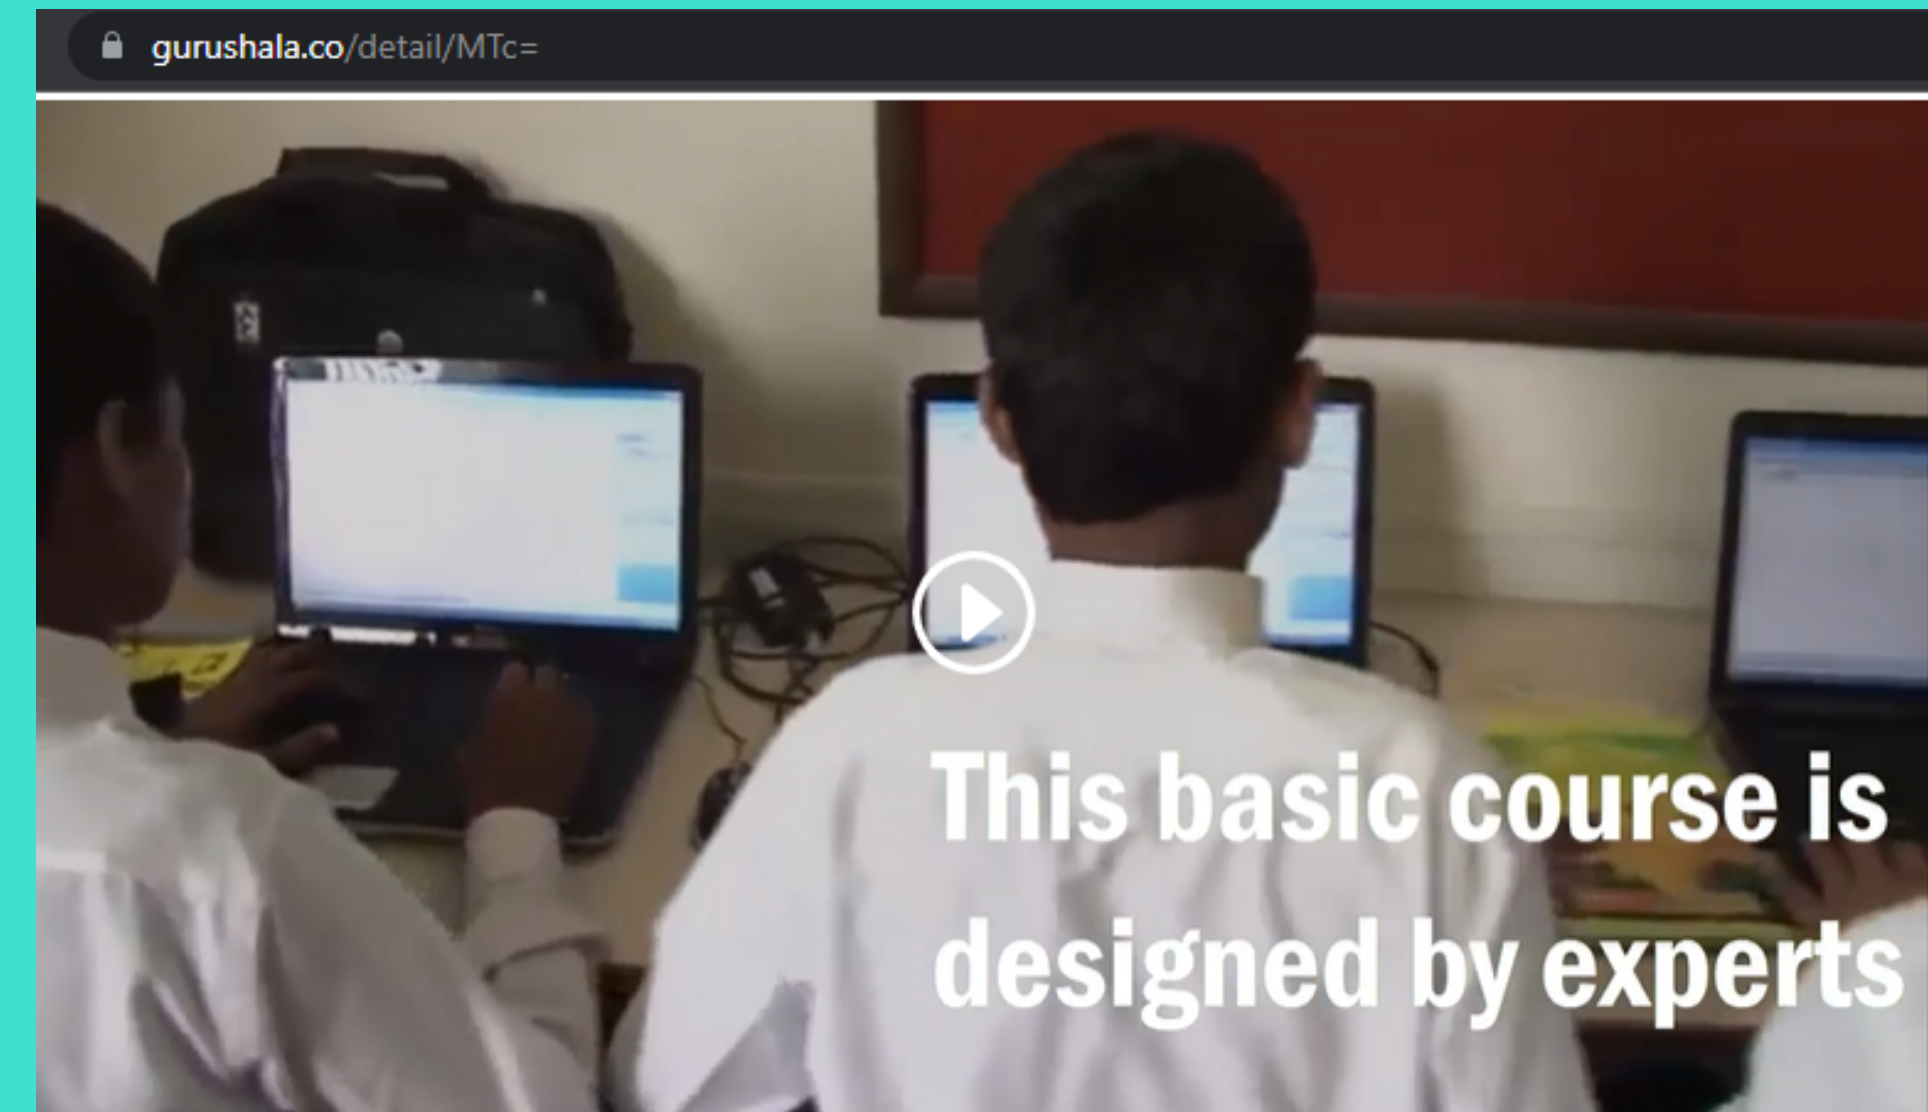 gurushala.co/detail/MTc=
This basic course is
designed by experts